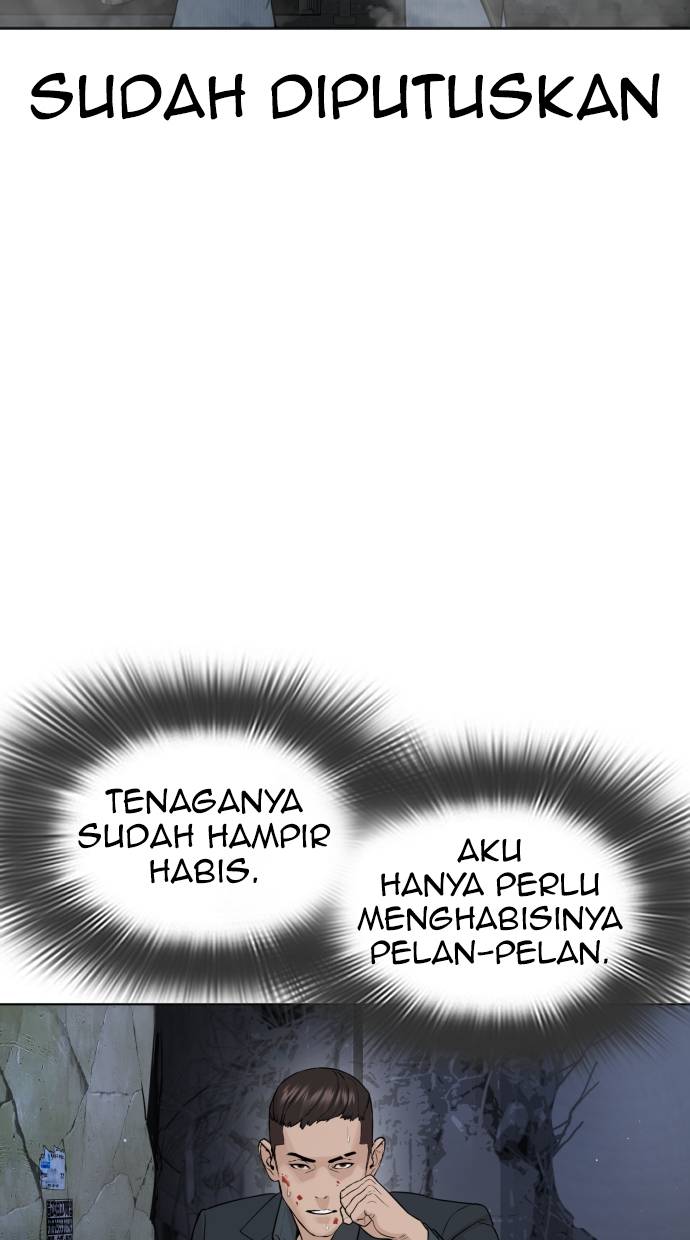 SUDAH DIPUTUSKAN
TENAGANYA
SUDAH HAMPIR
HABIS.
AKU
HANYA PERLU
MENGHABISINYA
PELAN-PELAN.